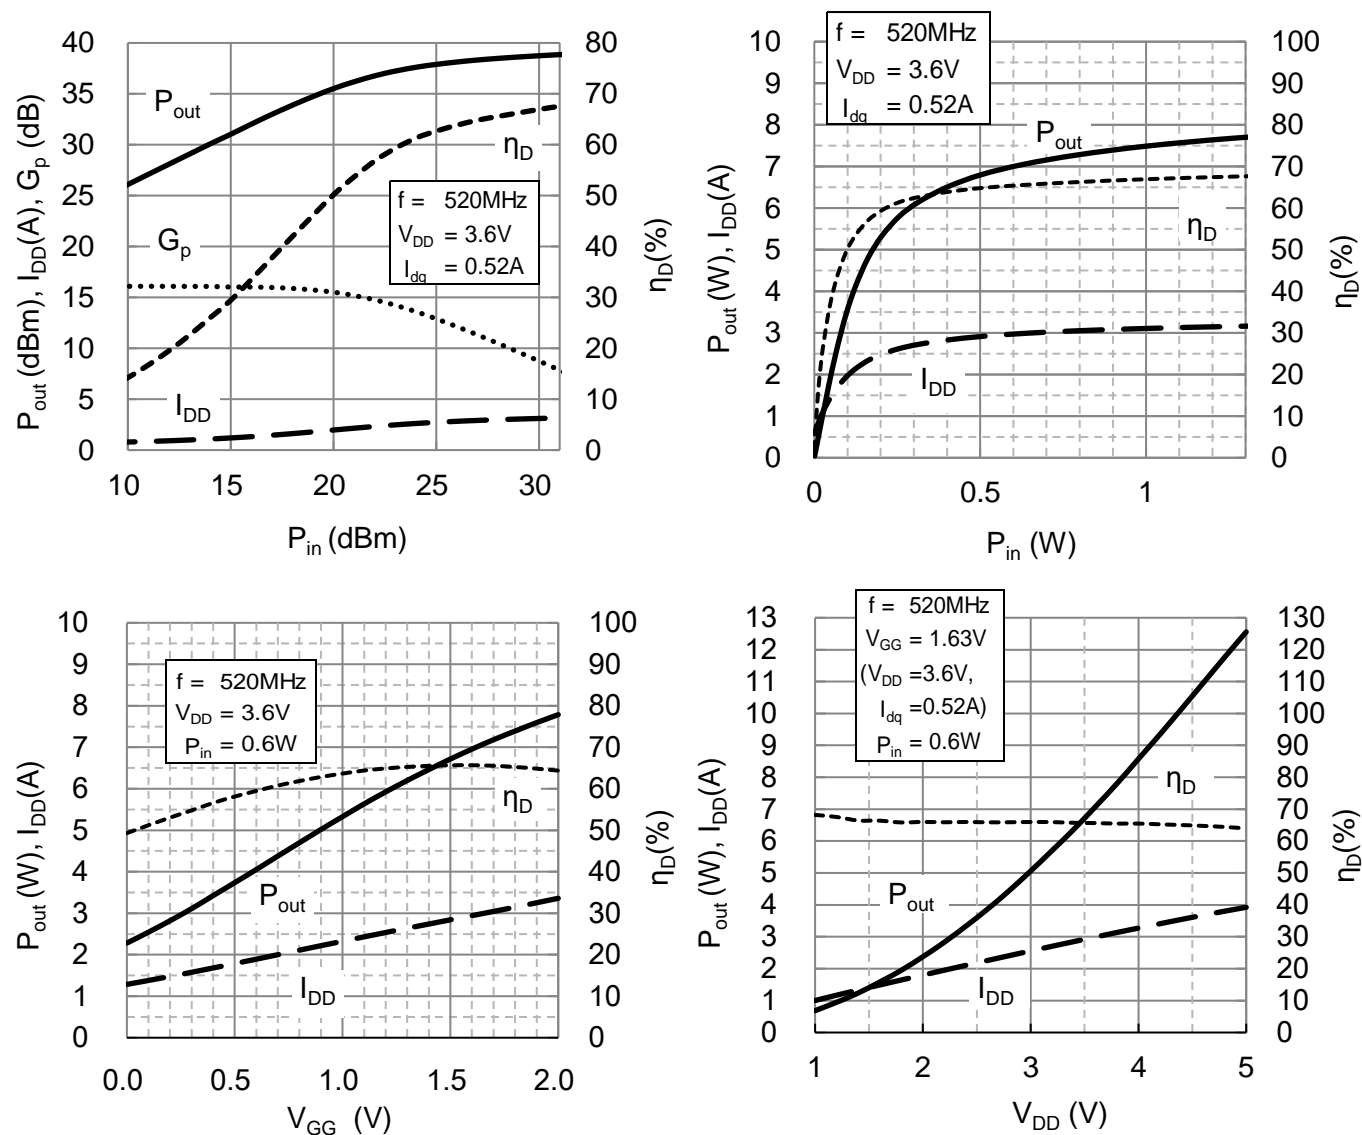 P_out (dBm), I_DD(A), G_p (dB)
40
35
30
25
20
15
10
5
0
80
70
60
50
40
30
20
10
0
η_D(%)
P_out
η_D
G_p
I_DD
f = 520MHz
V_DD = 3.6V
I_dq = 0.52A
10 15 20 25 30
P_in (dBm)
P_out (W), I_DD(A)
10
9
8
7
6
5
4
3
2
1
0
100
90
80
70
60
50
40
30
20
10
0
η_D(%)
f = 520MHz
V_DD = 3.6V
I_dq = 0.52A
P_out
η_D
I_DD
0 0.5 1
P_in (W)
P_out (W), I_DD(A)
10
9
8
7
6
5
4
3
2
1
0
100
90
80
70
60
50
40
30
20
10
0
η_D(%)
f = 520MHz
V_DD = 3.6V
P_in = 0.6W
η_D
P_out
I_DD
0.0 0.5 1.0 1.5 2.0
V_GG (V)
P_out (W), I_DD(A)
13
12
11
10
9
8
7
6
5
4
3
2
1
0
130
120
110
100
90
80
70
60
50
40
30
20
10
0
η_D(%)
f = 520MHz
V_GG = 1.63V
(V_DD =3.6V,
I_dq =0.52A)
P_in = 0.6W
η_D
P_out
I_DD
1 2 3 4 5
V_DD (V)